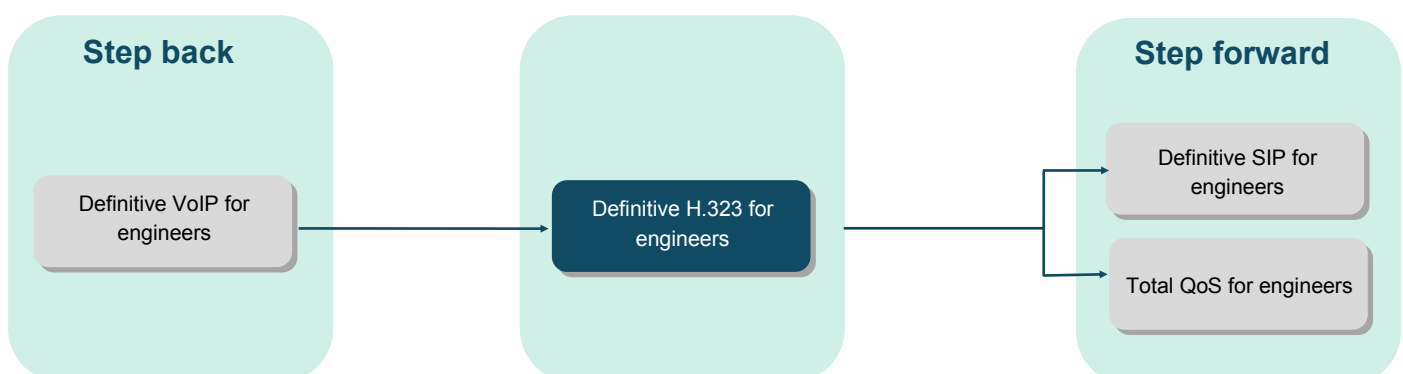 Step back
Definitive VoIP for
engineers
Definitive H.323 for
engineers
Step forward
Definitive SIP for
engineers
Total QoS for engineers